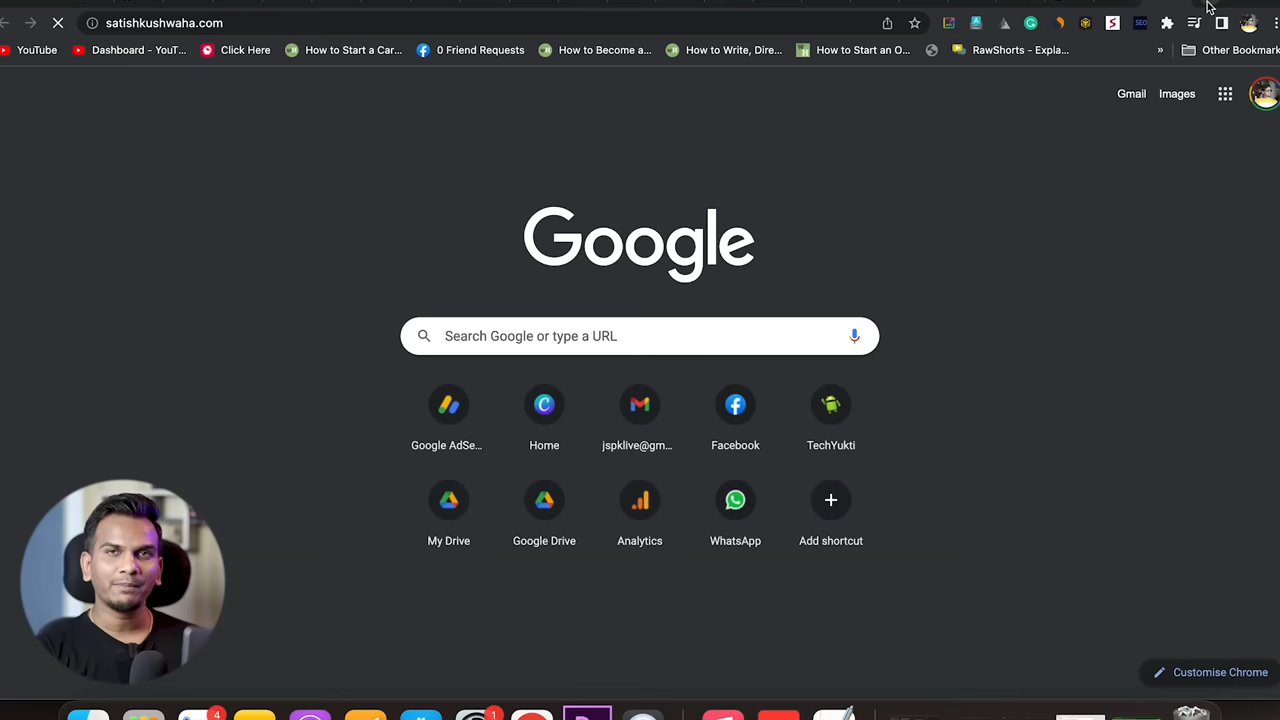 satishkushwaha.com
YouTube
Dashboard - YouT...
Click Here
How to Start a Car...
0 Friend Requests
How to Become a...
How to Write, Dire...
How to Start an O...
RawShorts - Expla...
»
Other Bookmark
Gmail
Images
Google
Search Google or type a URL
Google AdSe...
Home
jspklive@gm...
Facebook
TechYukti
My Drive
Google Drive
Analytics
WhatsApp
Add shortcut
Customise Chrome
4
1